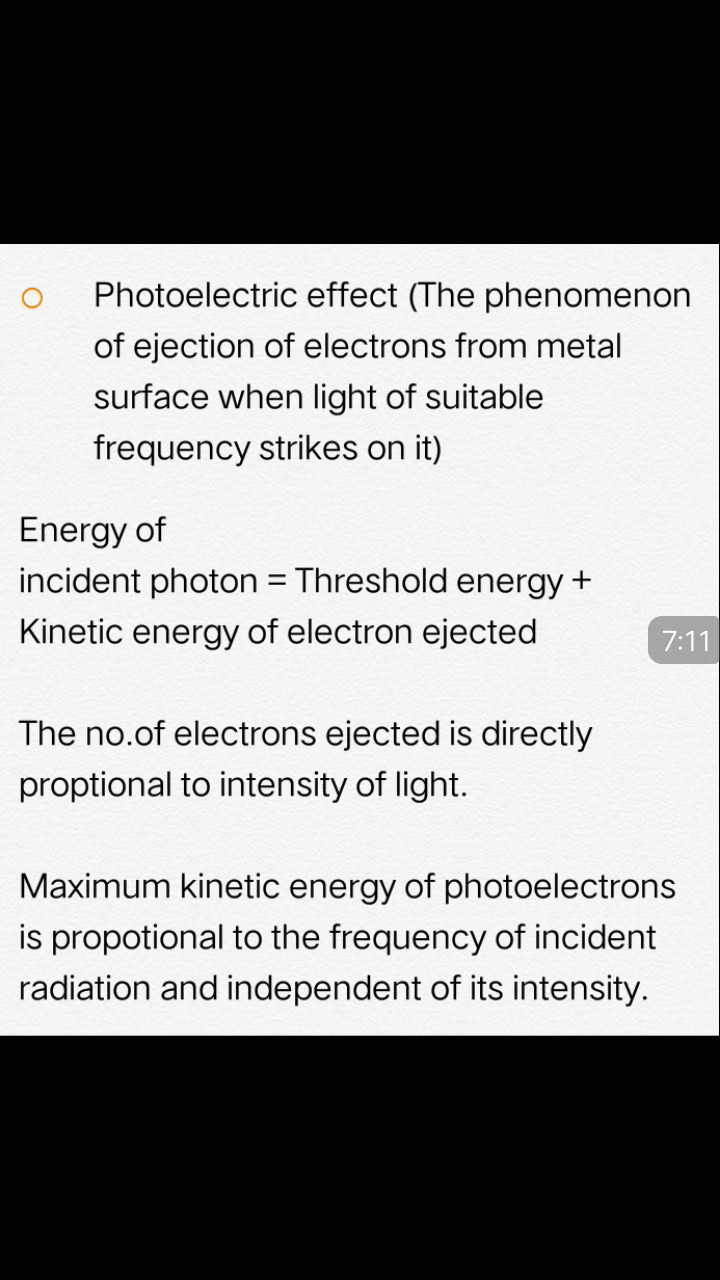 Photoelectric effect (The phenomenon
of ejection of electrons from metal
surface when light of suitable
frequency strikes on it)
Energy of
incident photon = Threshold energy +
Kinetic energy of electron ejected
7:11
The no.of electrons ejected is directly
proptional to intensity of light.
Maximum kinetic energy of photoelectrons
is propotional to the frequency of incident
radiation and independent of its intensity.